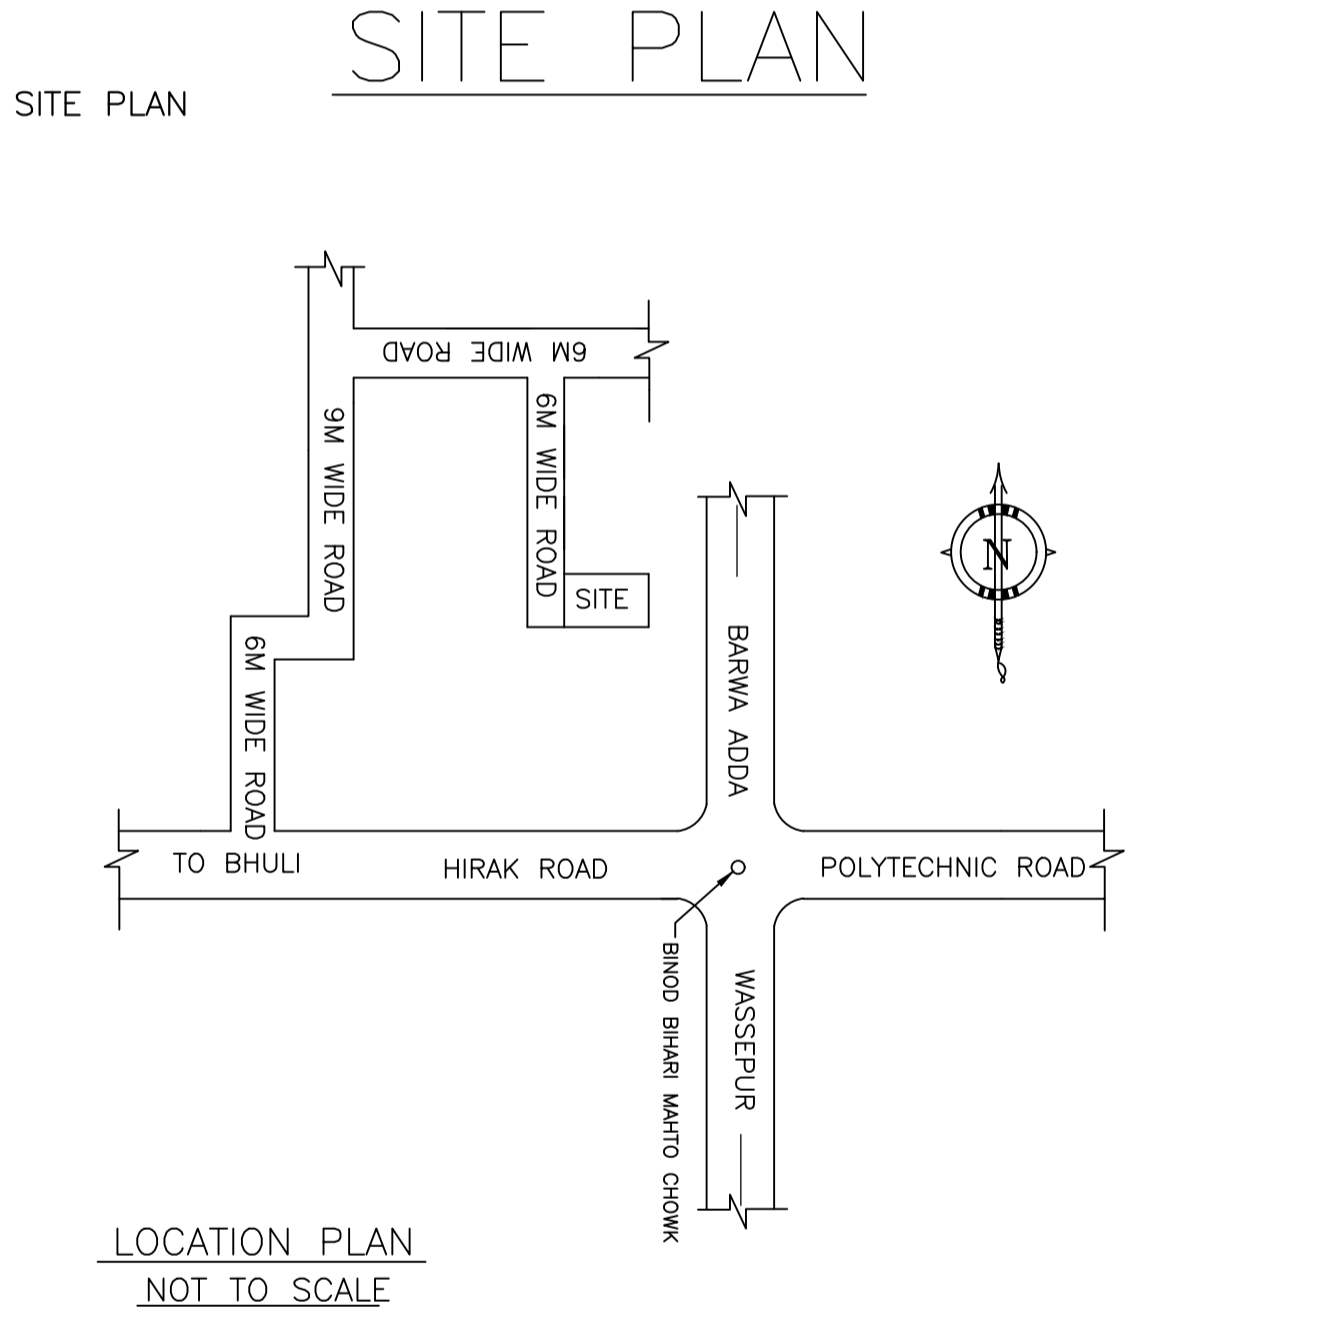 SITE PLAN
SITE PLAN
6M WIDE ROAD
9M WIDE ROAD
6M WIDE ROAD
SITE
N
6M WIDE ROAD
BARWA ADDA
TO BHULI
HIRAK ROAD
POLYTECHNIC ROAD
BINOD BIHARI MAHTO CHOWK
WASSEPUR
LOCATION PLAN
NOT TO SCALE